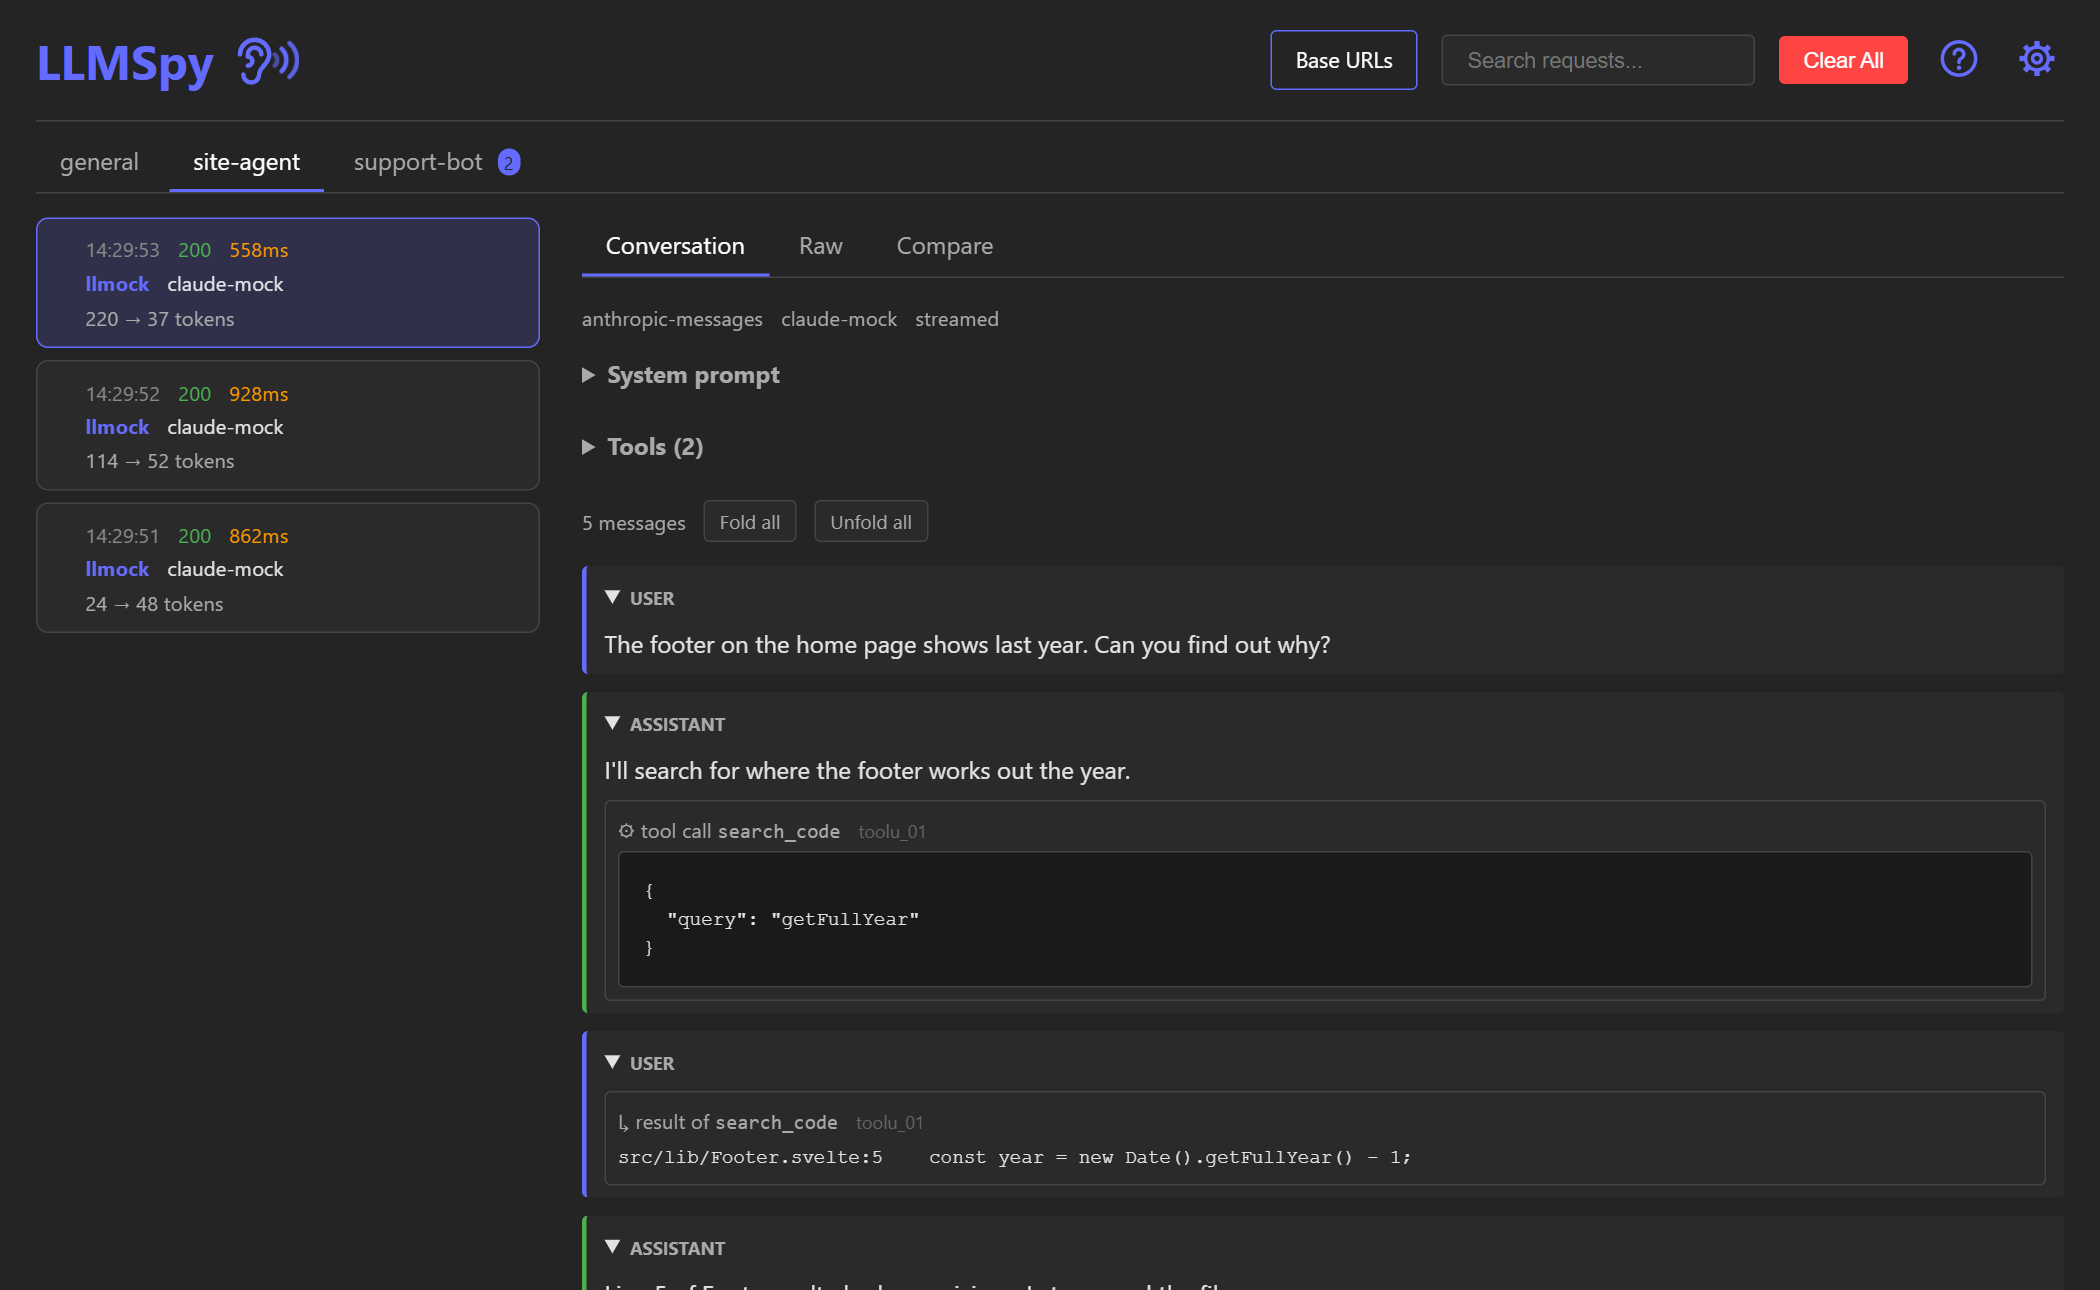 LLMSpy
Base URLs
Search requests...
Clear All
general
site-agent
support-bot 2
14:29:53 200 558ms
llmock claude-mock
220 → 37 tokens
14:29:52 200 928ms
llmock claude-mock
114 → 52 tokens
14:29:51 200 862ms
llmock claude-mock
24 → 48 tokens
Conversation
Raw
Compare
anthropic-messages claude-mock streamed
▶ System prompt
▶ Tools (2)
5 messages
Fold all
Unfold all
▼ USER
The footer on the home page shows last year. Can you find out why?
▼ ASSISTANT
I'll search for where the footer works out the year.
⚙ tool call search_code toolu_01
{
"query": "getFullYear"
}
▼ USER
↳ result of search_code toolu_01
src/lib/Footer.svelte:5    const year = new Date().getFullYear() - 1;
▼ ASSISTANT